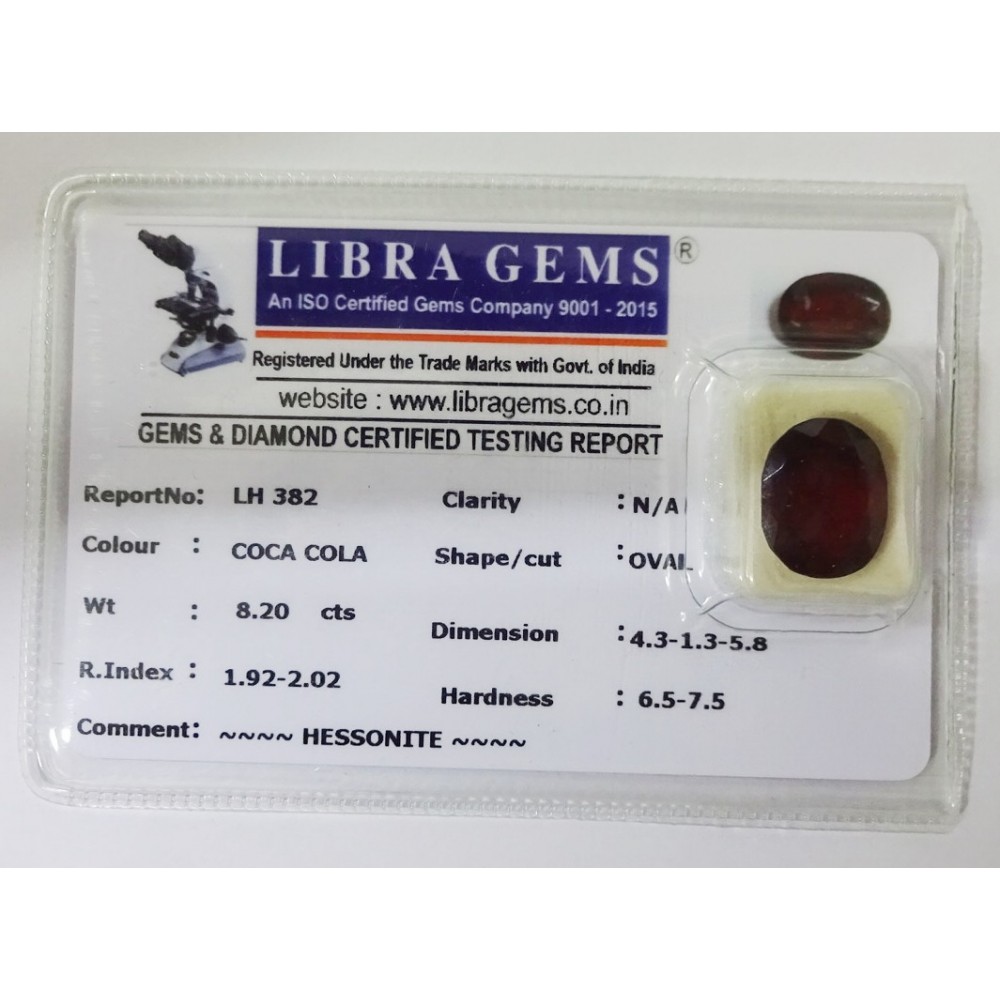 LIBRA GEMS ®
An ISO Certified Gems Company 9001 - 2015
Registered Under the Trade Marks with Govt. of India
website : www.libragems.co.in
GEMS & DIAMOND CERTIFIED TESTING REPORT
ReportNo: LH 382 Clarity : N/A
Colour : COCA COLA Shape/cut : OVAL
Wt : 8.20 cts Dimension : 4.3-1.3-5.8
R.Index : 1.92-2.02 Hardness : 6.5-7.5
Comment: ~~~~ HESSONITE ~~~~